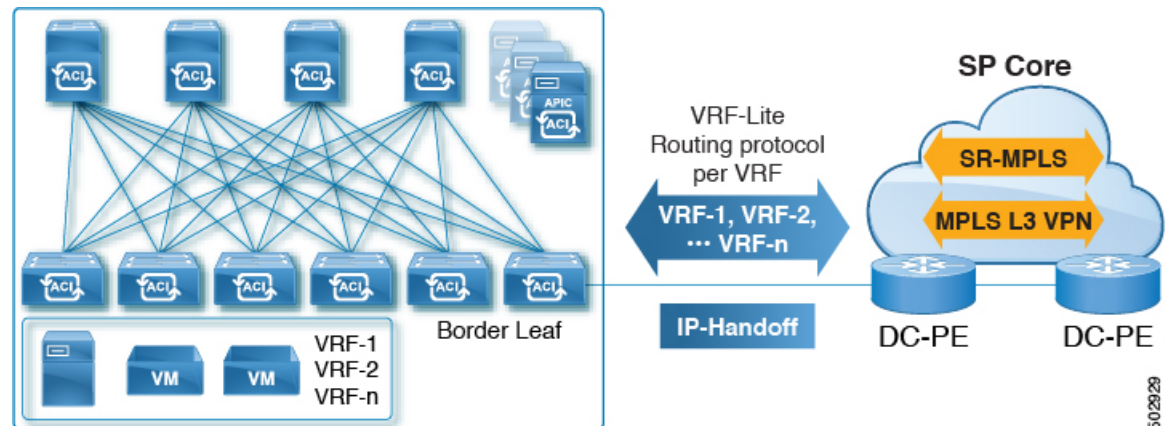 ACI
ACI
ACI
ACI
APIC
ACI
ACI
ACI
ACI
ACI
ACI
ACI
Border Leaf
VM
VM
VRF-1
VRF-2
VRF-n
VRF-Lite
Routing protocol
per VRF
VRF-1, VRF-2,
••• VRF-n
IP-Handoff
SP Core
SR-MPLS
MPLS L3 VPN
DC-PE
DC-PE
502929